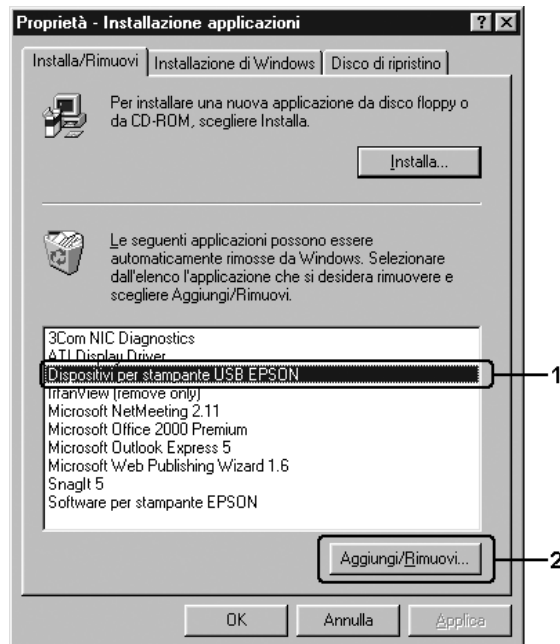 Proprietà - Installazione applicazioni
Installa/Rimuovi
Installazione di Windows
Disco di ripristino
Per installare una nuova applicazione da disco floppy o
da CD-ROM, scegliere Installa.
Installa...
Le seguenti applicazioni possono essere
automaticamente rimosse da Windows. Selezionare
dall'elenco l'applicazione che si desidera rimuovere e
scegliere Aggiungi/Rimuovi.
3Com NIC Diagnostics
ATI Display Driver
Dispositivi per stampante USB EPSON
1
IrfanView (remove only)
Microsoft NetMeeting 2.11
Microsoft Office 2000 Premium
Microsoft Outlook Express 5
Microsoft Web Publishing Wizard 1.6
SnagIt 5
Software per stampante EPSON
Aggiungi/Rimuovi...
2
OK
Annulla
Applica